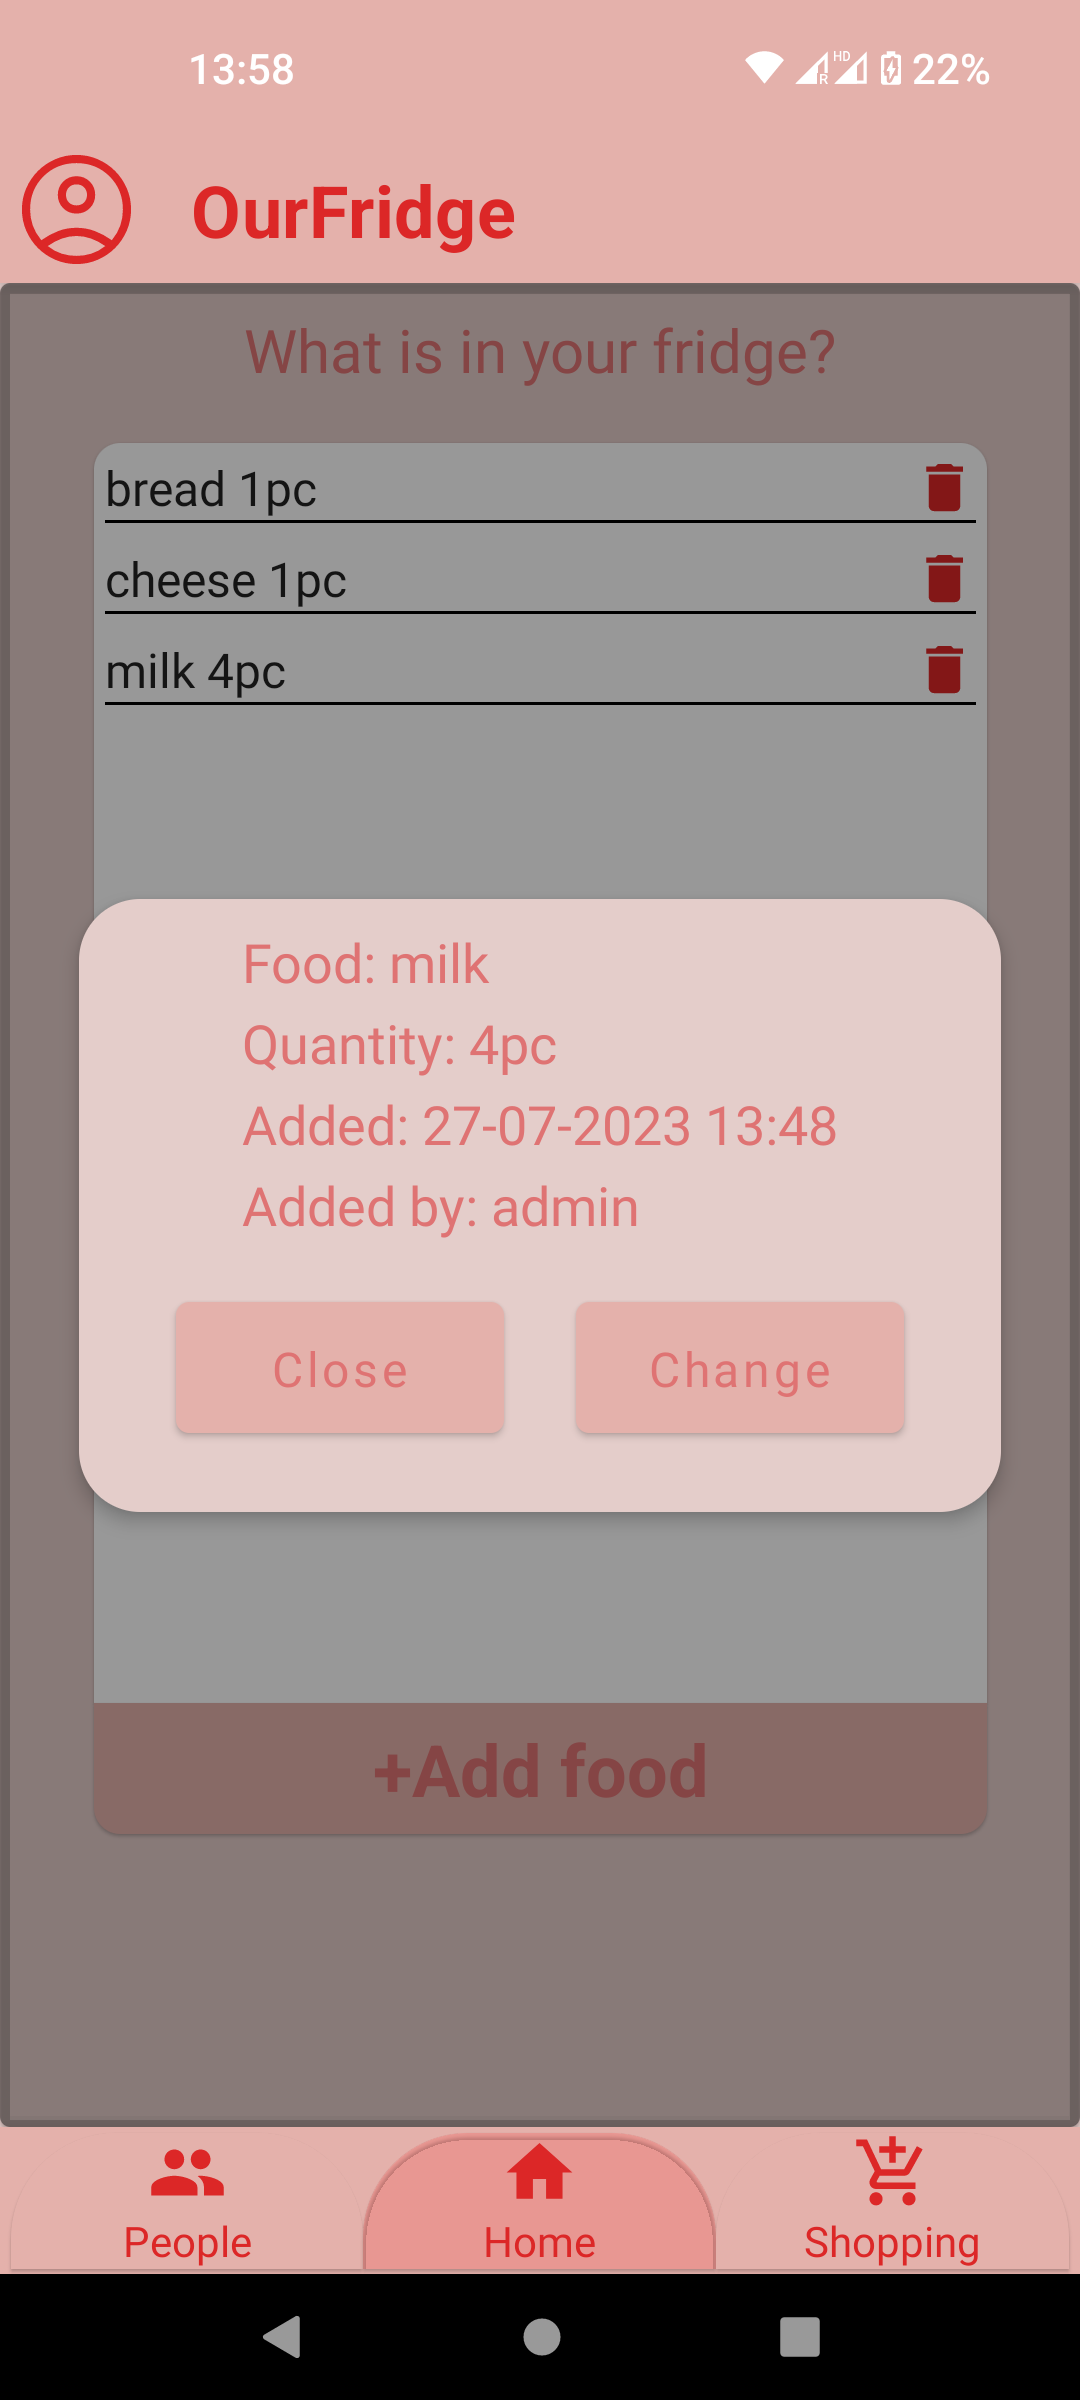 13:58
HD
R
22%
OurFridge
What is in your fridge?
bread 1pc
cheese 1pc
milk 4pc
Food: milk
Quantity: 4pc
Added: 27-07-2023 13:48
Added by: admin
Close
Change
+Add food
People
Home
Shopping